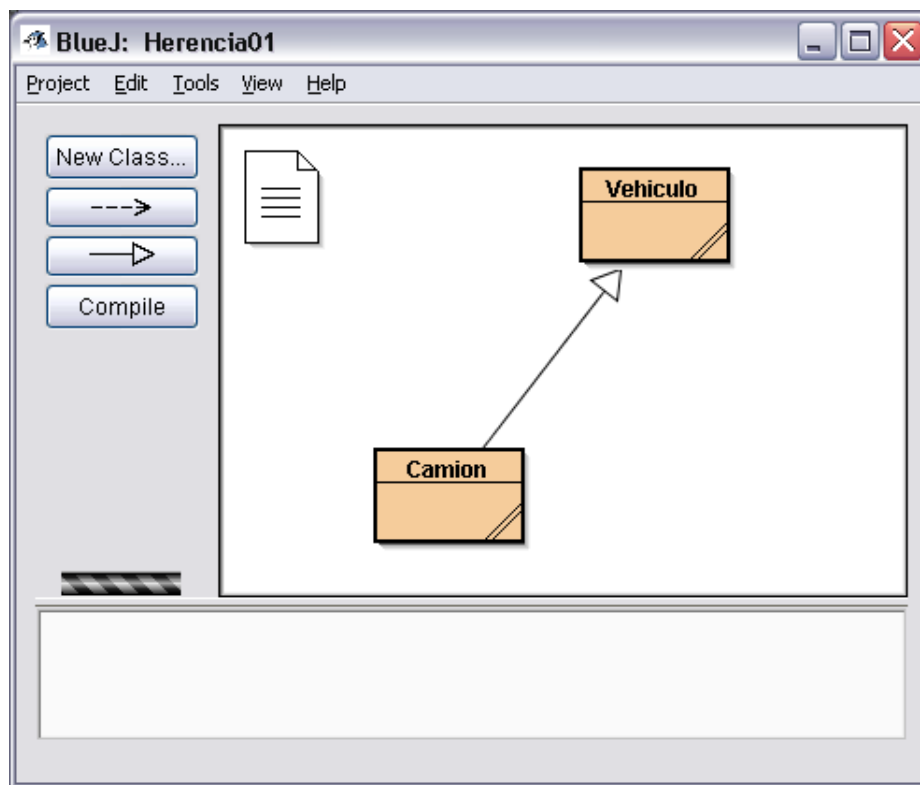 BlueJ: Herencia01
Project Edit Tools View Help
New Class...
Compile
Vehiculo
Camion